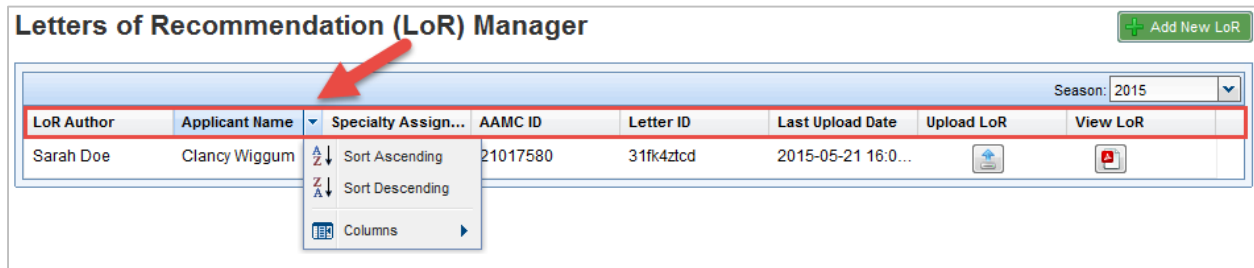 Letters of Recommendation (LoR) Manager
Add New LoR
Season: 2015
LoR Author Applicant Name Specialty Assign... AAMC ID Letter ID Last Upload Date Upload LoR View LoR
Sarah Doe Clancy Wiggum 21017580 31fk4ztcd 2015-05-21 16:0...
Sort Ascending
Sort Descending
Columns